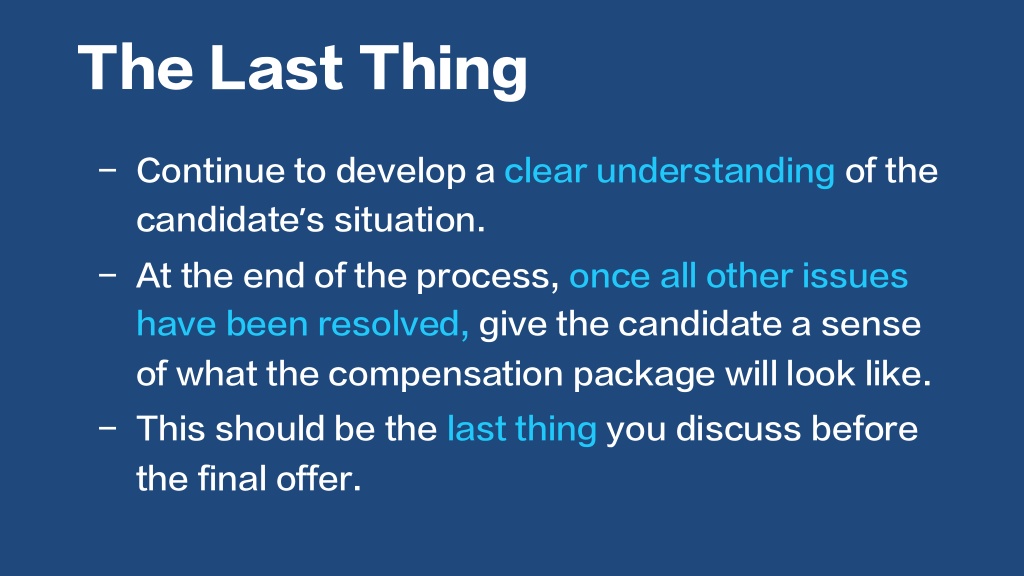 The Last Thing
– Continue to develop a clear understanding of the
candidate's situation.
– At the end of the process, once all other issues
have been resolved, give the candidate a sense
of what the compensation package will look like.
– This should be the last thing you discuss before
the final offer.